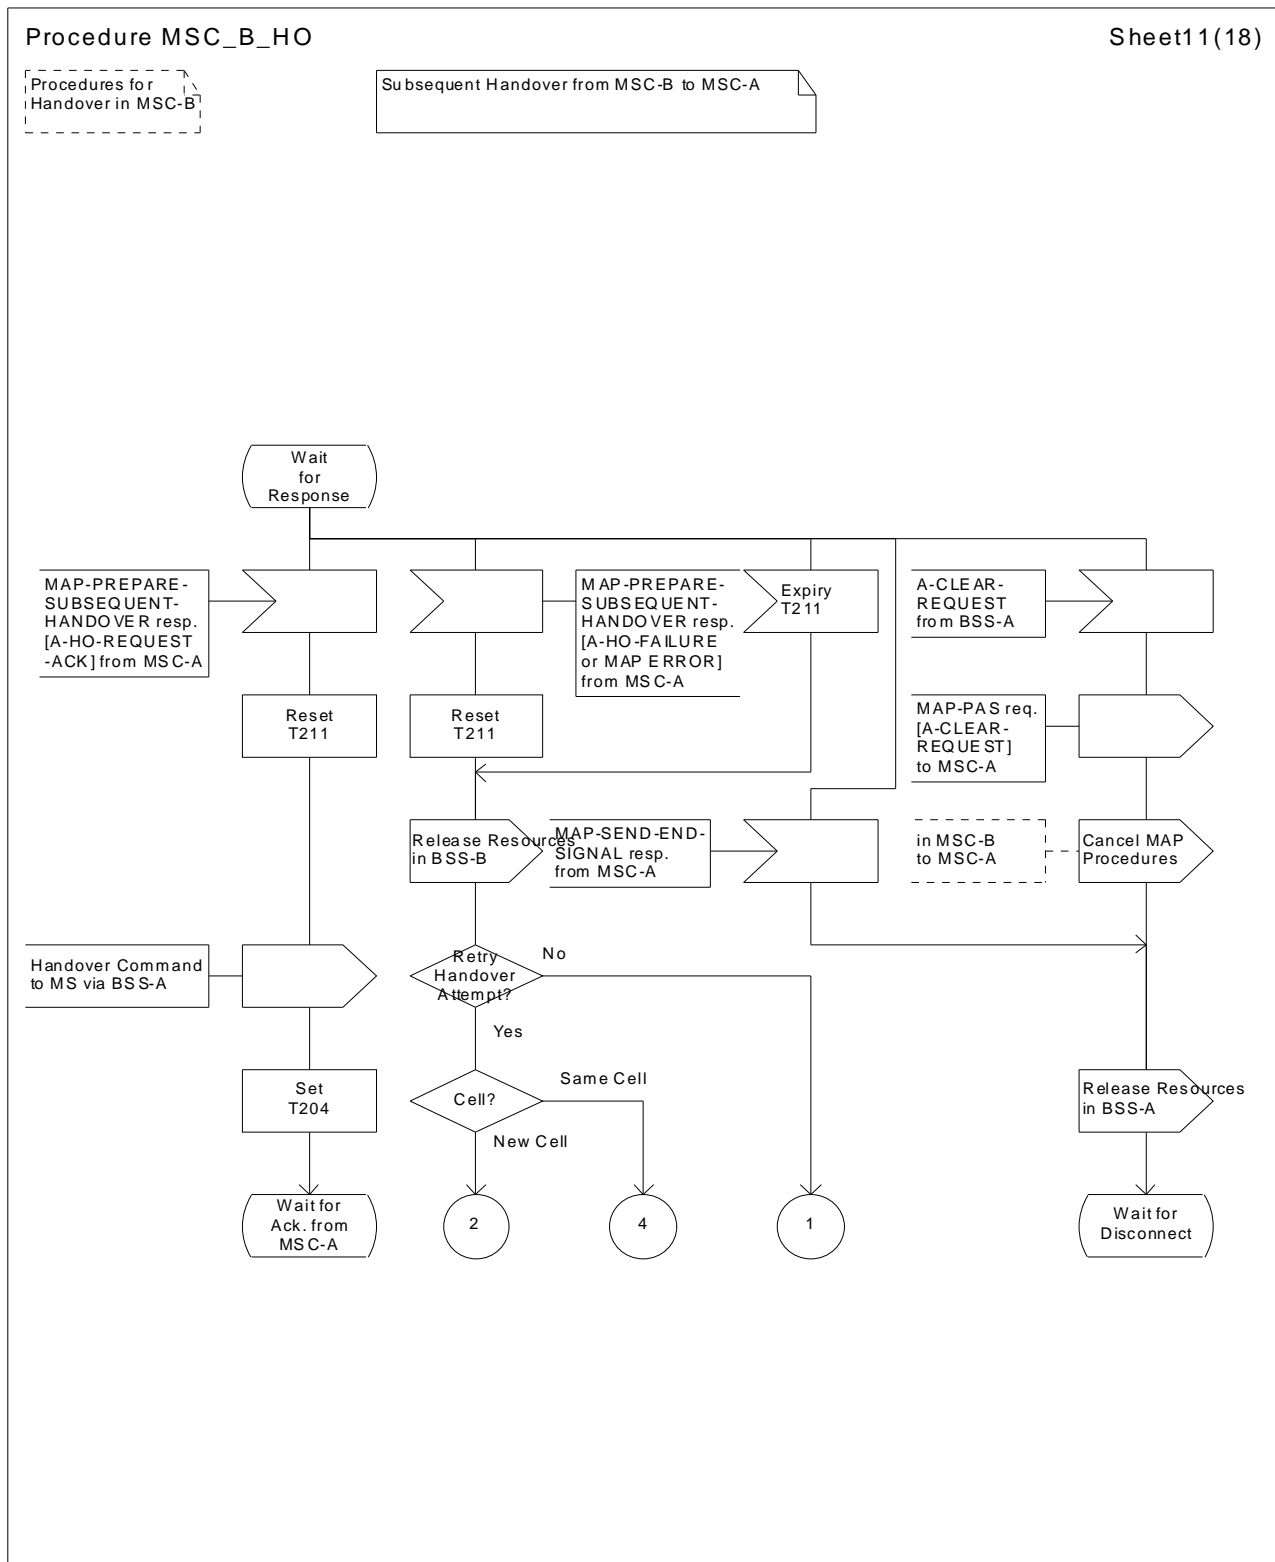 Procedure MSC_B_HO
Sheet11(18)
Procedures for
Handover in MSC-B
Subsequent Handover from MSC-B to MSC-A
Wait
for
Response
MAP-PREPARE-
SUBSEQUENT-
HANDOVER resp.
[A-HO-REQUEST
-ACK] from MSC-A
MAP-PREPARE-
SUBSEQUENT-
HANDOVER resp.
[A-HO-FAILURE
or MAP ERROR]
from MSC-A
Expiry
T211
A-CLEAR-
REQUEST
from BSS-A
Reset
T211
Reset
T211
MAP-PAS req.
[A-CLEAR-
REQUEST]
to MSC-A
Release Resources
in BSS-B
MAP-SEND-END-
SIGNAL resp.
from MSC-A
in MSC-B
to MSC-A
Cancel MAP
Procedures
Handover Command
to MS via BSS-A
Retry
Handover
Attempt?
No
Yes
Set
T204
Cell?
Same Cell
New Cell
Release Resources
in BSS-A
Wait for
Ack. from
MSC-A
2
4
1
Wait for
Disconnect